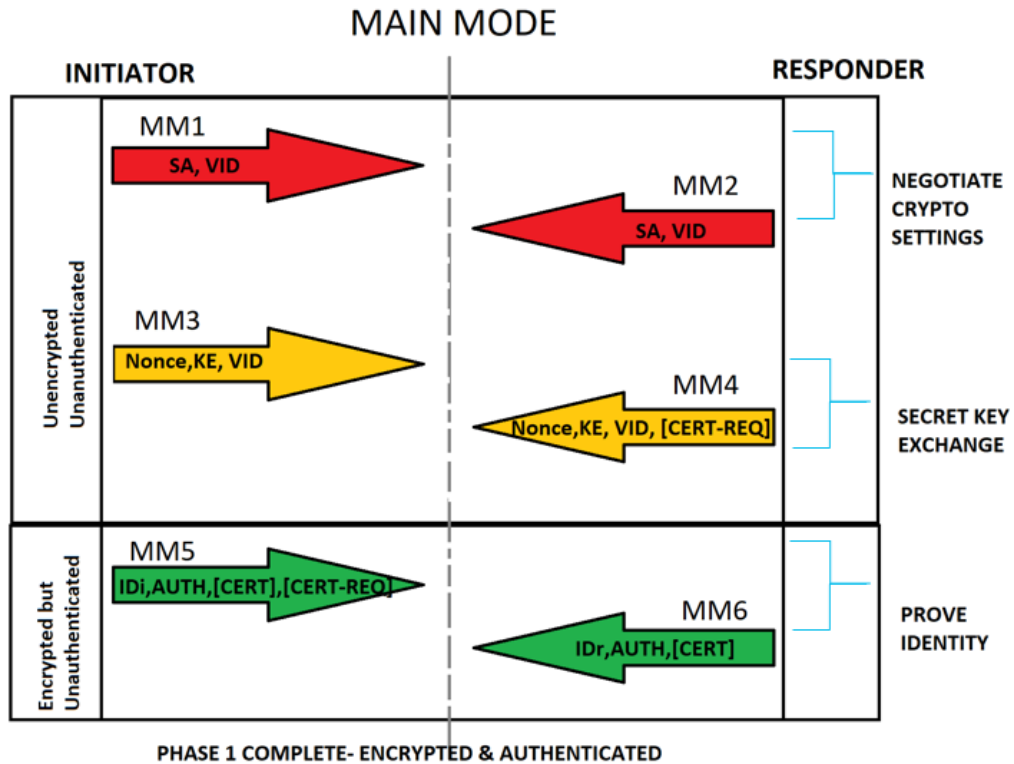 MAIN MODE
INITIATOR
RESPONDER
MM1
SA, VID
MM2
SA, VID
NEGOTIATE
CRYPTO
SETTINGS
Unencrypted
Unanuthenticated
MM3
Nonce,KE, VID
MM4
Nonce,KE, VID, [CERT-REQ]
SECRET KEY
EXCHANGE
Encrypted but
Unauthenticated
MM5
IDi,AUTH,[CERT],[CERT-REQ]
MM6
IDr,AUTH,[CERT]
PROVE
IDENTITY
PHASE 1 COMPLETE- ENCRYPTED & AUTHENTICATED